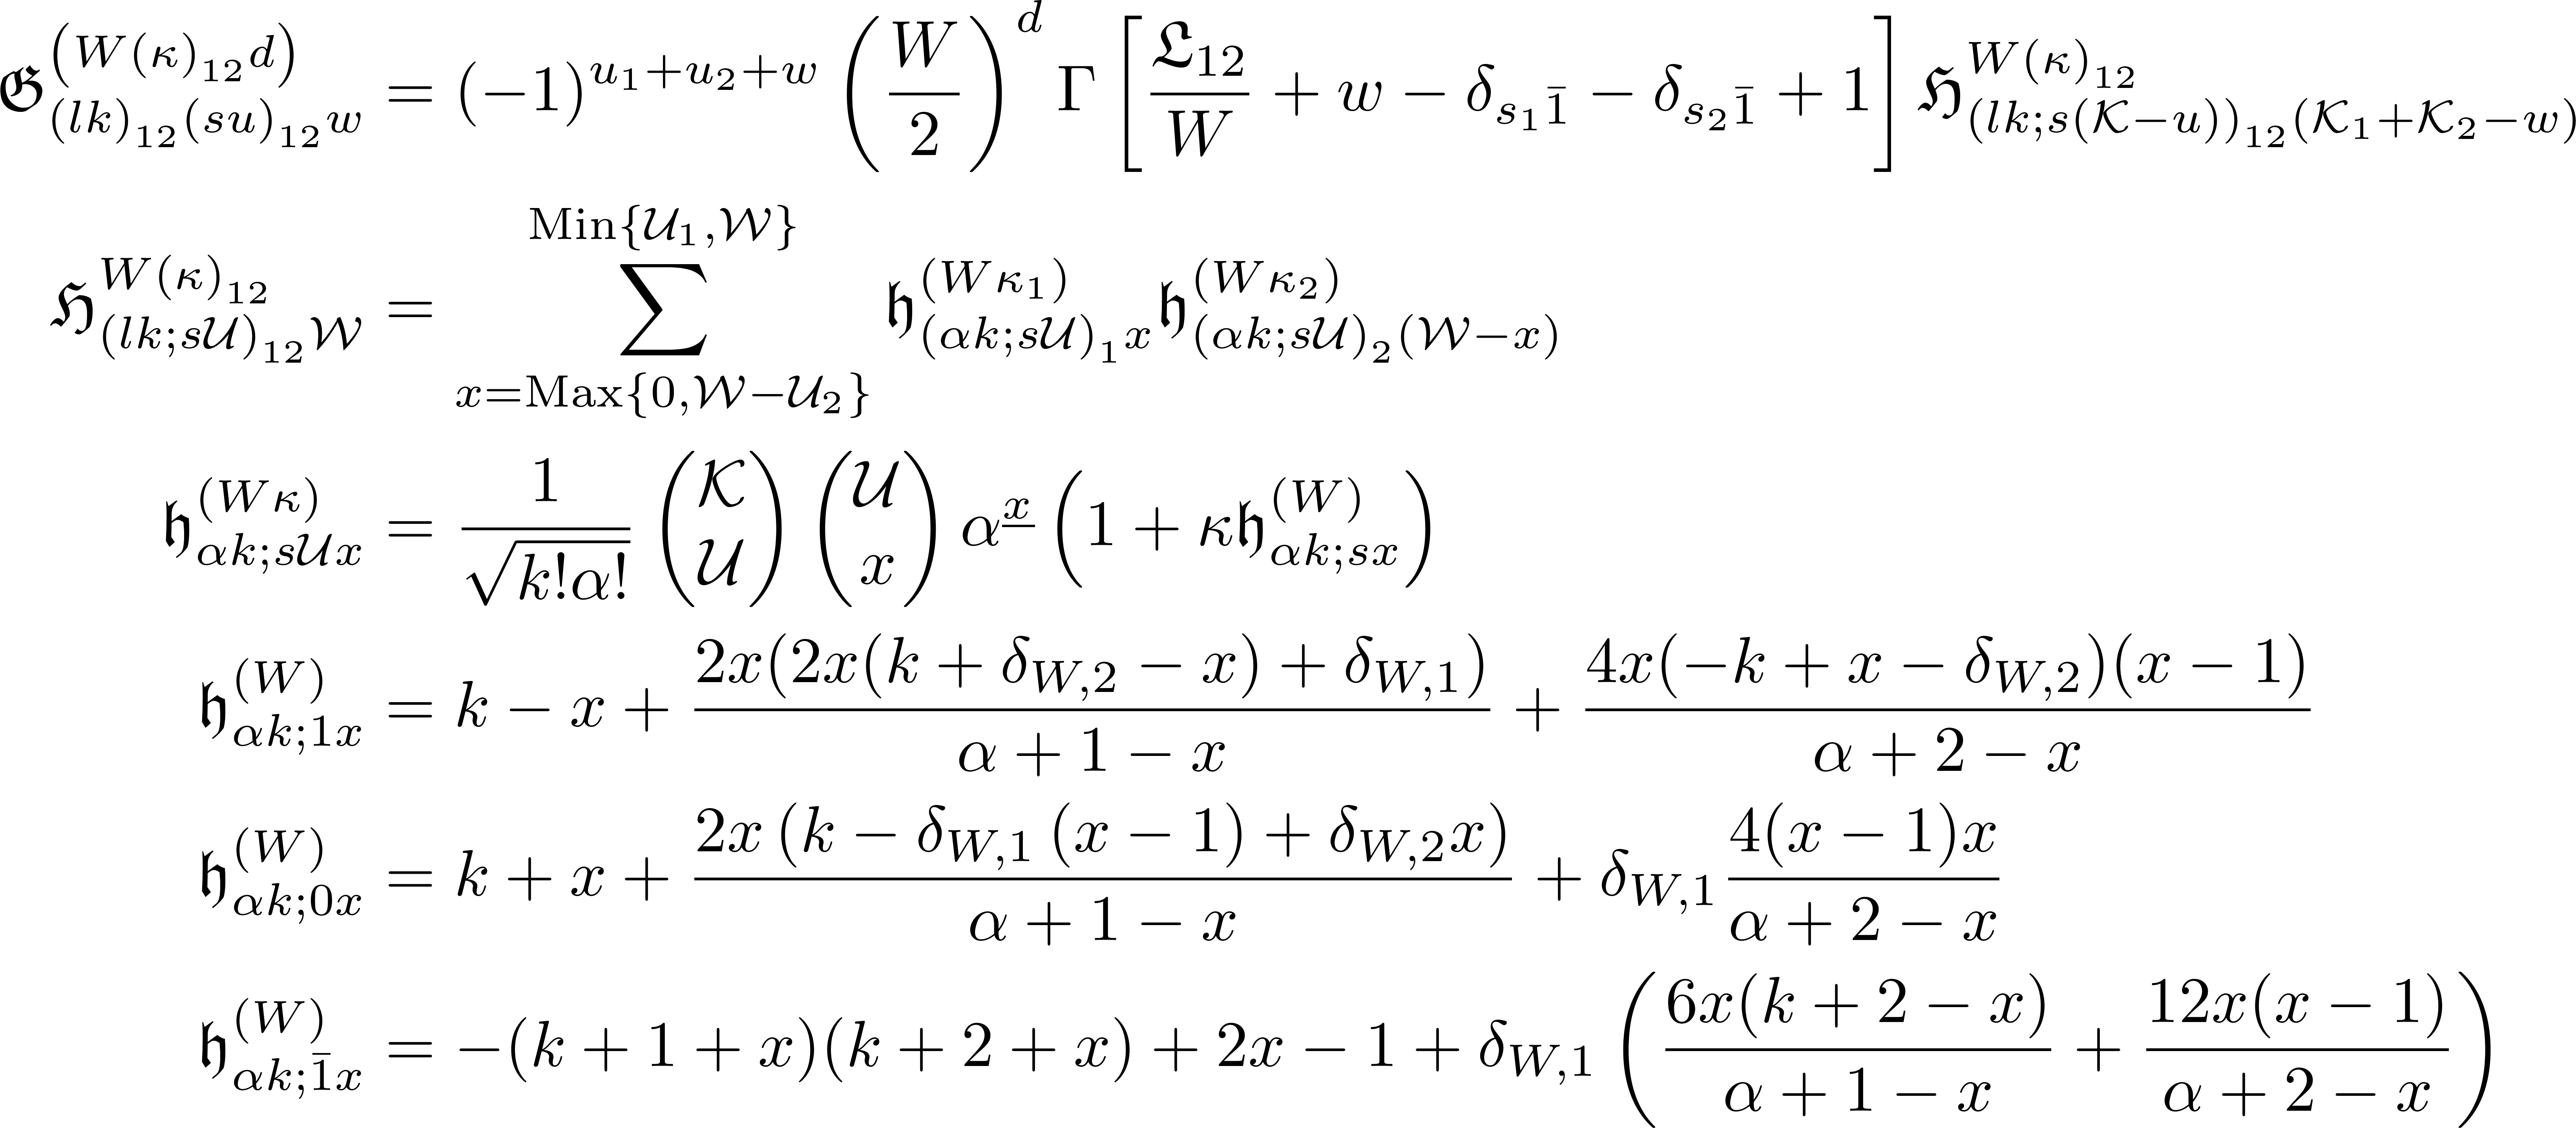 \mathfrak{G}^{\left(W(\kappa)_{12}d\right)}_{(lk)_{12}(su)_{12}w} = (-1)^{u_1+u_2+w} \left(\frac{W}{2}\right)^d \Gamma\left[\frac{\mathfrak{L}_{12}}{W} + w - \delta_{s_1\bar{1}} - \delta_{s_2\bar{1}} + 1\right] \mathfrak{H}^{W(\kappa)_{12}}_{(lk;s(\mathcal{K}-u))_{12}(\mathcal{K}_1+\mathcal{K}_2-w)}
\mathfrak{H}^{W(\kappa)_{12}}_{(lk;s\mathcal{U})_{12}\mathcal{W}} = \sum_{x=\mathrm{Max}\{0,\mathcal{W}-\mathcal{U}_2\}}^{\mathrm{Min}\{\mathcal{U}_1,\mathcal{W}\}} \mathfrak{h}^{(W\kappa_1)}_{(\alpha k;s\mathcal{U})_1 x} \mathfrak{h}^{(W\kappa_2)}_{(\alpha k;s\mathcal{U})_2(\mathcal{W}-x)}
\mathfrak{h}^{(W\kappa)}_{\alpha k;s\mathcal{U}x} = \frac{1}{\sqrt{k!\alpha!}} \binom{\mathcal{K}}{\mathcal{U}} \binom{\mathcal{U}}{x} \alpha^{\underline{x}} \left(1 + \kappa\mathfrak{h}^{(W)}_{\alpha k;sx}\right)
\mathfrak{h}^{(W)}_{\alpha k;1x} = k - x + \frac{2x(2x(k + \delta_{W,2} - x) + \delta_{W,1})}{\alpha + 1 - x} + \frac{4x(-k + x - \delta_{W,2})(x - 1)}{\alpha + 2 - x}
\mathfrak{h}^{(W)}_{\alpha k;0x} = k + x + \frac{2x\left(k - \delta_{W,1}(x - 1) + \delta_{W,2}x\right)}{\alpha + 1 - x} + \delta_{W,1}\frac{4(x - 1)x}{\alpha + 2 - x}
\mathfrak{h}^{(W)}_{\alpha k;\bar{1}x} = -(k + 1 + x)(k + 2 + x) + 2x - 1 + \delta_{W,1}\left(\frac{6x(k + 2 - x)}{\alpha + 1 - x} + \frac{12x(x - 1)}{\alpha + 2 - x}\right)